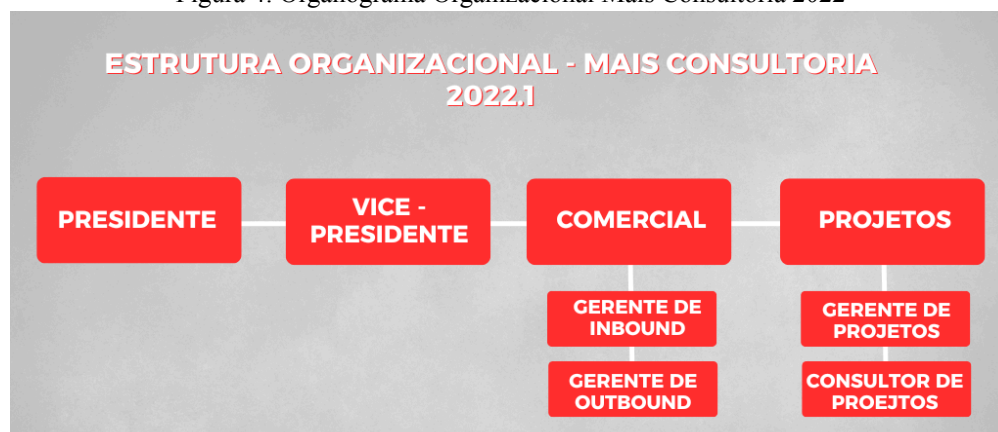 Figura 4: Organograma Organizacional Mais Consultoria 2022
ESTRUTURA ORGANIZACIONAL - MAIS CONSULTORIA
2022.1
PRESIDENTE
VICE -
PRESIDENTE
COMERCIAL
PROJETOS
GERENTE DE
INBOUND
GERENTE DE
PROJETOS
GERENTE DE
OUTBOUND
CONSULTOR DE
PROEJTOS